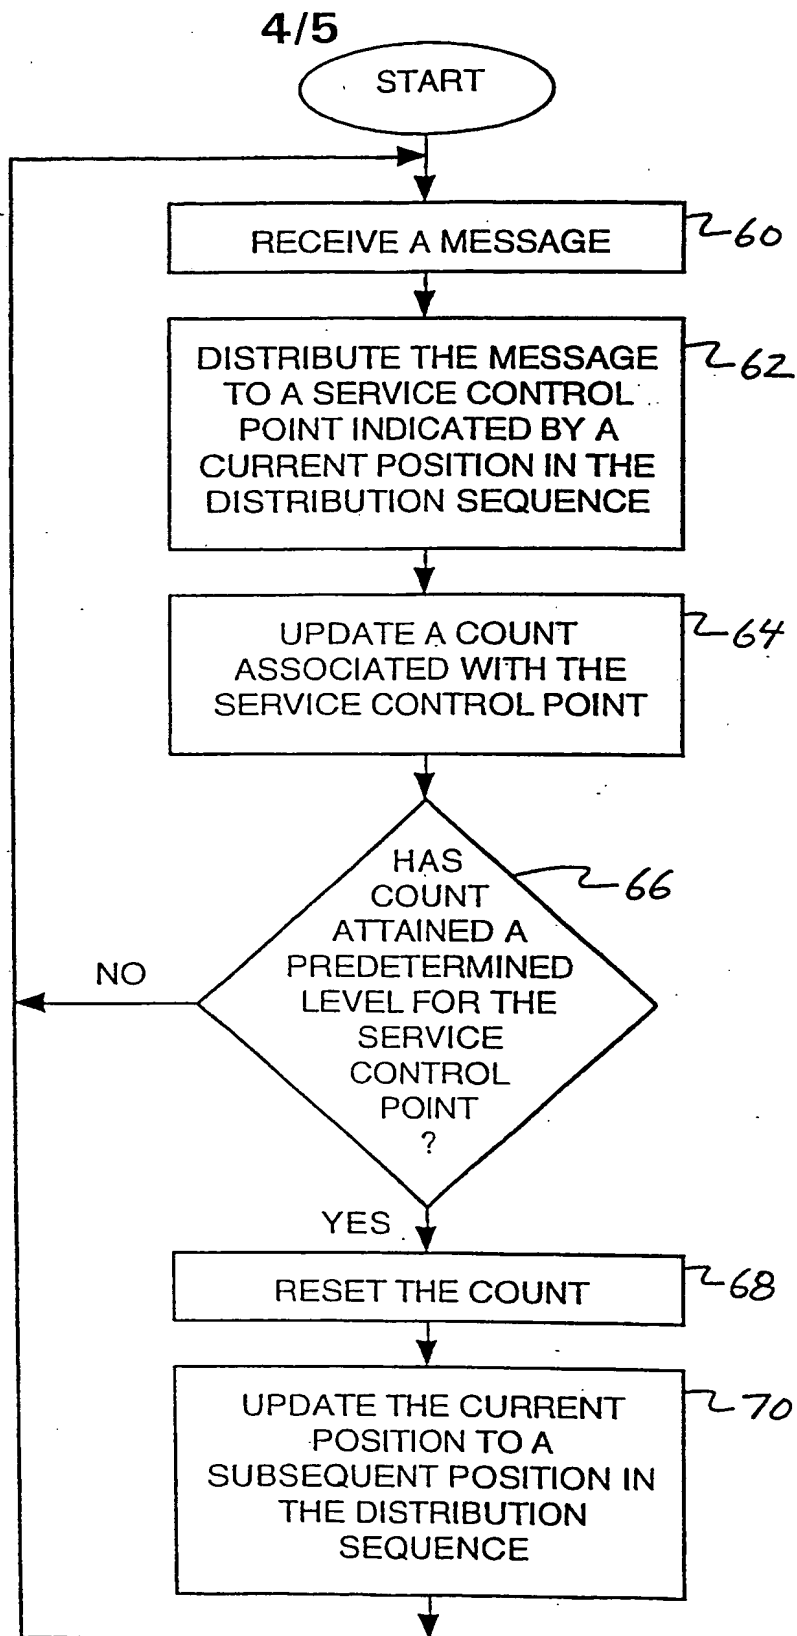 4/5
START
RECEIVE A MESSAGE
60
DISTRIBUTE THE MESSAGE
TO A SERVICE CONTROL
POINT INDICATED BY A
CURRENT POSITION IN THE
DISTRIBUTION SEQUENCE
62
UPDATE A COUNT
ASSOCIATED WITH THE
SERVICE CONTROL POINT
64
HAS
COUNT
ATTAINED A
PREDETERMINED
LEVEL FOR THE
SERVICE
CONTROL
POINT
?
66
NO
YES
RESET THE COUNT
68
UPDATE THE CURRENT
POSITION TO A
SUBSEQUENT POSITION IN
THE DISTRIBUTION
SEQUENCE
70